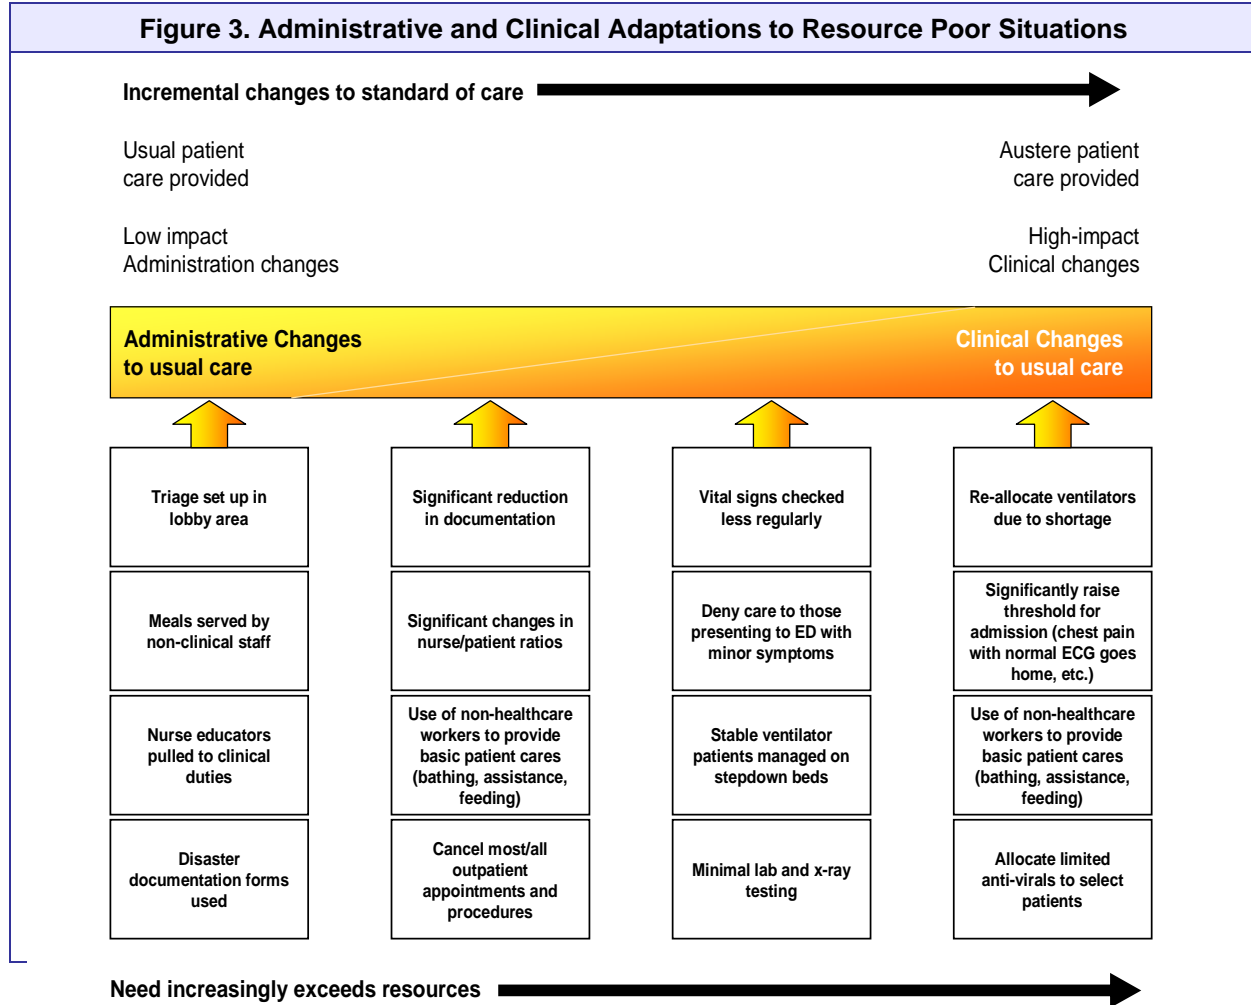 Figure 3. Administrative and Clinical Adaptations to Resource Poor Situations
Incremental changes to standard of care
Usual patient
care provided
Austere patient
care provided
Low impact
Administration changes
High-impact
Clinical changes
Administrative Changes
to usual care
Clinical Changes
to usual care
Triage set up in
lobby area
Significant reduction
in documentation
Vital signs checked
less regularly
Re-allocate ventilators
due to shortage
Meals served by
non-clinical staff
Significant changes in
nurse/patient ratios
Deny care to those
presenting to ED with
minor symptoms
Significantly raise
threshold for
admission (chest pain
with normal ECG goes
home, etc.)
Nurse educators
pulled to clinical
duties
Use of non-healthcare
workers to provide
basic patient cares
(bathing, assistance,
feeding)
Stable ventilator
patients managed on
stepdown beds
Use of non-healthcare
workers to provide
basic patient cares
(bathing, assistance,
feeding)
Disaster
documentation forms
used
Cancel most/all
outpatient
appointments and
procedures
Minimal lab and x-ray
testing
Allocate limited
anti-virals to select
patients
Need increasingly exceeds resources